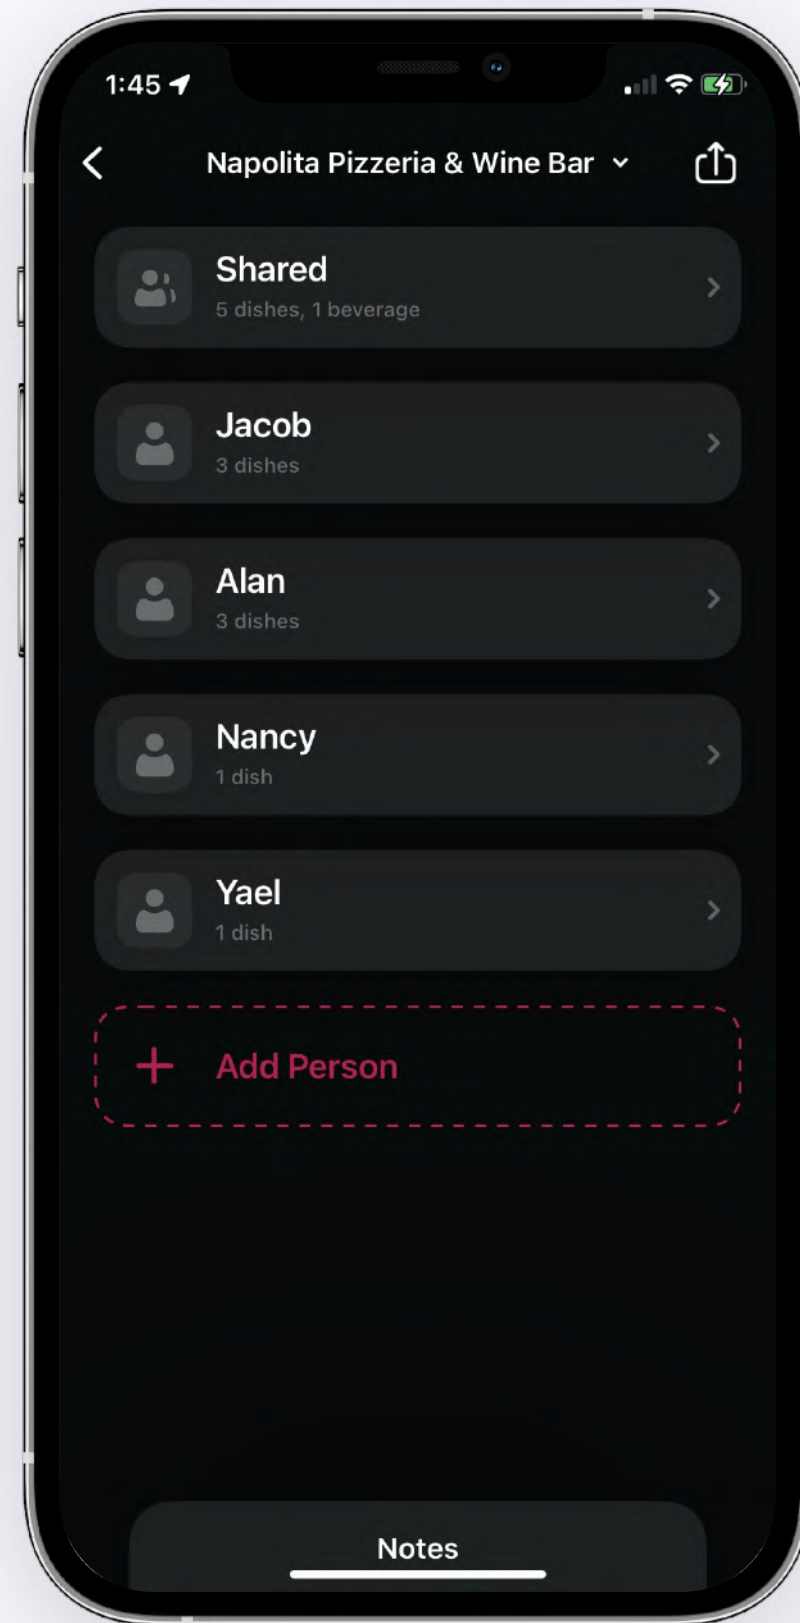 1:45
Napolita Pizzeria & Wine Bar
Shared
5 dishes, 1 beverage
Jacob
3 dishes
Alan
3 dishes
Nancy
1 dish
Yael
1 dish
+ Add Person
Notes